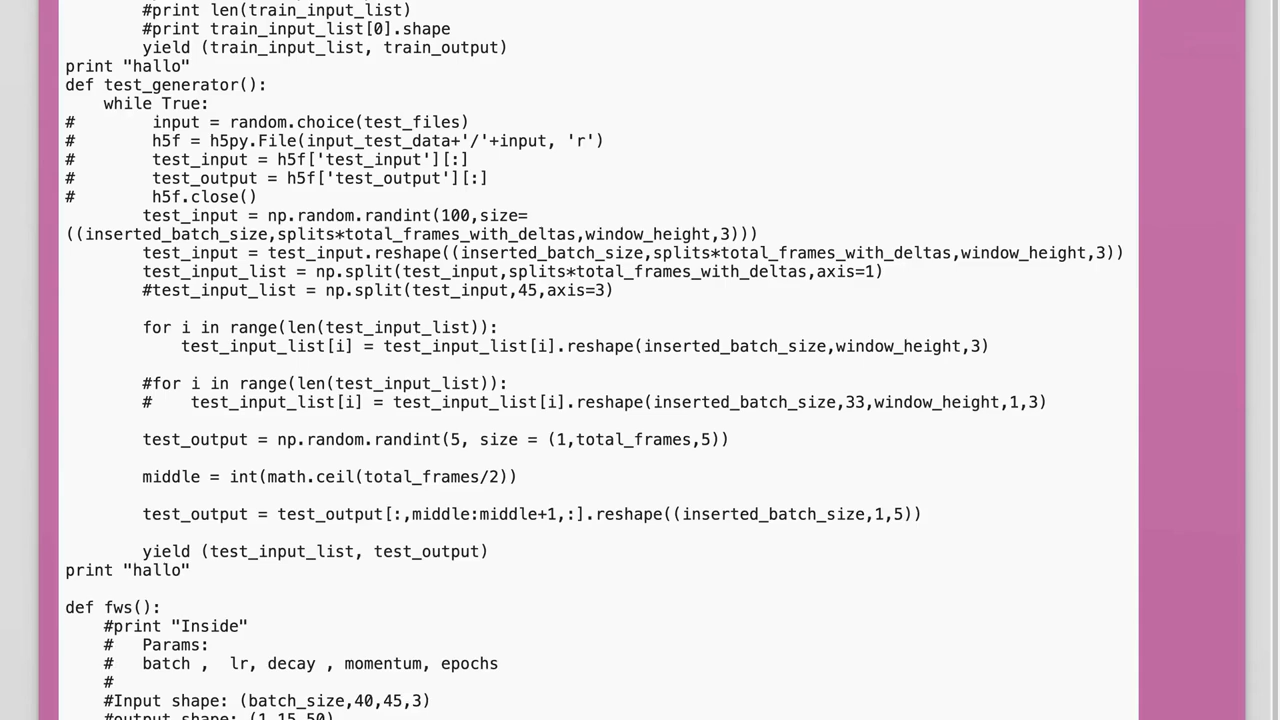 #print len(train_input_list)
#print train_input_list[0].shape
yield (train_input_list, train_output)
print "hallo"
def test_generator():
while True:
#        input = random.choice(test_files)
#        h5f = h5py.File(input_test_data+'/'+input, 'r')
#        test_input = h5f['test_input'][:]
#        test_output = h5f['test_output'][:]
#        h5f.close()
test_input = np.random.randint(100,size=
((inserted_batch_size,splits*total_frames_with_deltas,window_height,3)))
test_input = test_input.reshape((inserted_batch_size,splits*total_frames_with_deltas,window_height,3))
test_input_list = np.split(test_input,splits*total_frames_with_deltas,axis=1)
#test_input_list = np.split(test_input,45,axis=3)
for i in range(len(test_input_list)):
test_input_list[i] = test_input_list[i].reshape(inserted_batch_size,window_height,3)
#for i in range(len(test_input_list)):
#    test_input_list[i] = test_input_list[i].reshape(inserted_batch_size,33,window_height,1,3)
test_output = np.random.randint(5, size = (1,total_frames,5))
middle = int(math.ceil(total_frames/2))
test_output = test_output[:,middle:middle+1,:].reshape((inserted_batch_size,1,5))
yield (test_input_list, test_output)
print "hallo"
def fws():
#print "Inside"
#   Params:
#   batch ,  lr, decay , momentum, epochs
#
#Input shape: (batch_size,40,45,3)
#output shape: (1,15,50)